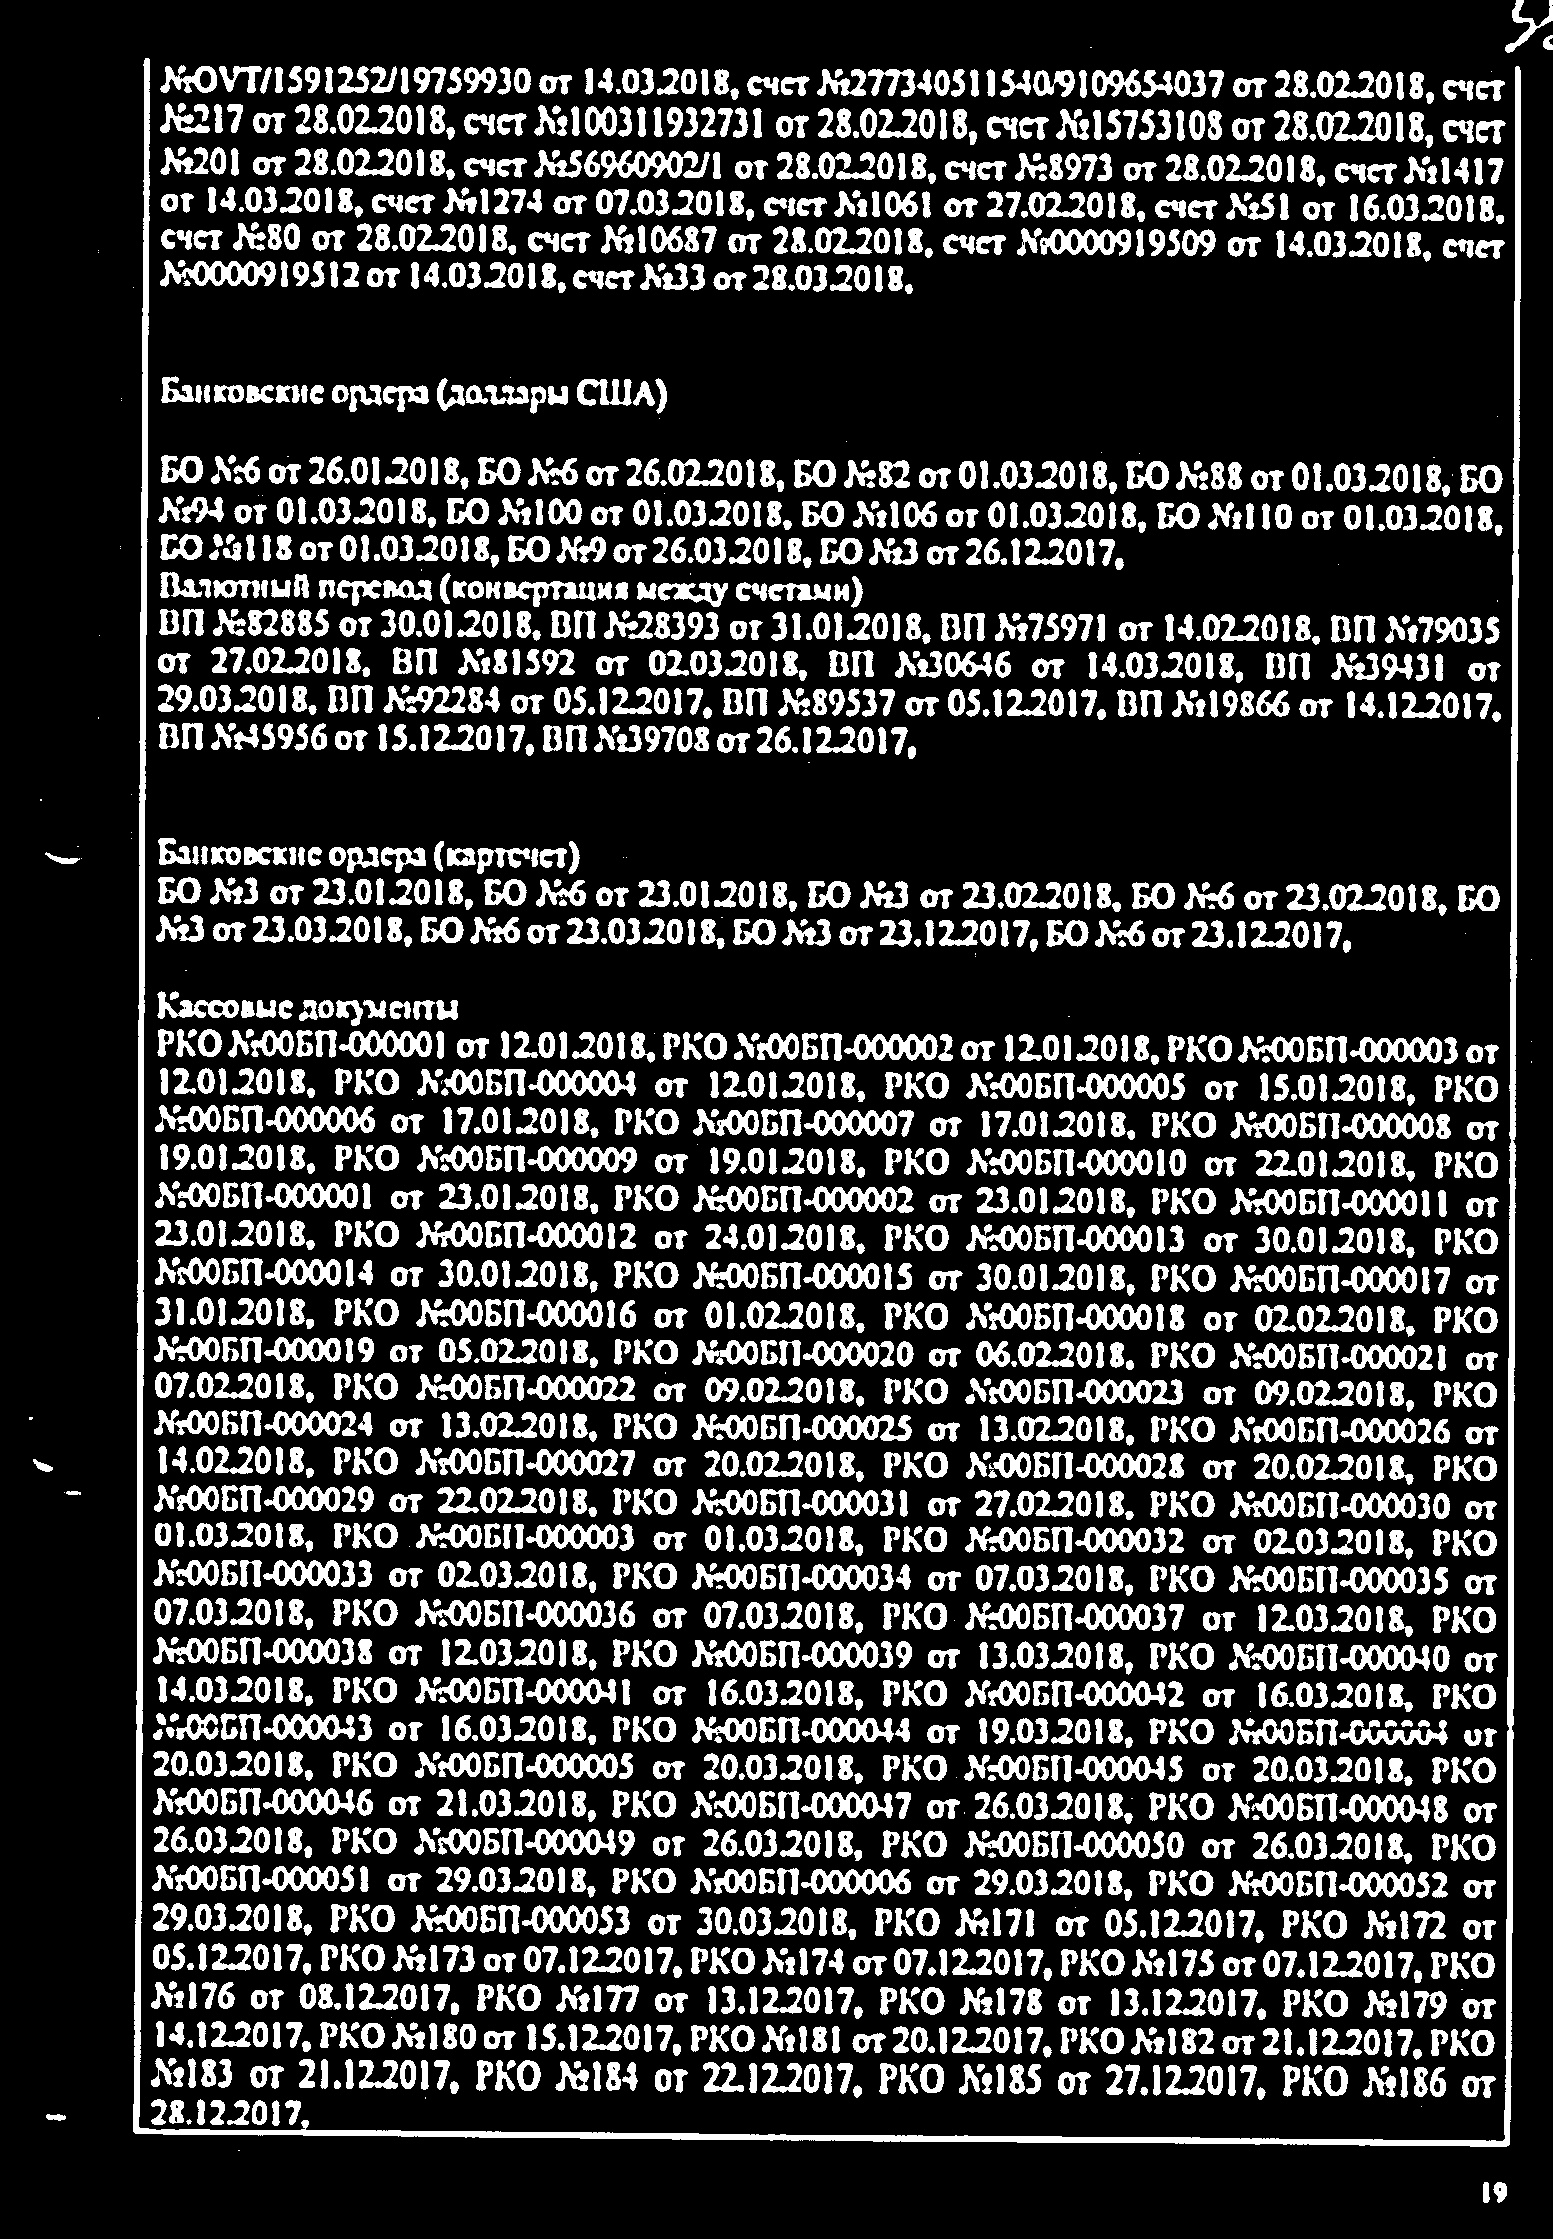 №OVT/1591252/19759930 от 14.03.2018, счет №277340511540/9109654037 от 28.02.2018, счет
№217 от 28.02.2018, счет №100311932731 от 28.02.2018, счет №15753108 от 28.02.2018, счет
№201 от 28.02.2018, счет №56960902/1 от 28.02.2018, счет №8973 от 28.02.2018, счет №1417
от 14.03.2018, счет №1274 от 07.03.2018, счет №1061 от 27.02.2018, счет №51 от 16.03.2018,
счет №80 от 28.02.2018, счет №10687 от 28.02.2018, счет №0000919509 от 14.03.2018, счет
№0000919512 от 14.03.2018, счет №33 от 28.03.2018,
Банковские ордера (доллары США)
БО №6 от 26.01.2018, БО №6 от 26.02.2018, БО №82 от 01.03.2018, БО №88 от 01.03.2018, БО
№94 от 01.03.2018, БО №100 от 01.03.2018, БО №106 от 01.03.2018, БО №110 от 01.03.2018,
БО №118 от 01.03.2018, БО №9 от 26.03.2018, БО №3 от 26.12.2017,
Валютный перевод (конвертация между счетами)
ВП №82885 от 30.01.2018, ВП №28393 от 31.01.2018, ВП №75971 от 14.02.2018, ВП №79035
от 27.02.2018, ВП №81592 от 02.03.2018, ВП №30646 от 14.03.2018, ВП №39431 от
29.03.2018, ВП №92284 от 05.12.2017, ВП №89537 от 05.12.2017, ВП №19866 от 14.12.2017,
ВП №45956 от 15.12.2017, ВП №39708 от 26.12.2017,
Банковские ордера (картсчет)
БО №3 от 23.01.2018, БО №6 от 23.01.2018, БО №3 от 23.02.2018, БО №6 от 23.02.2018, БО
№3 от 23.03.2018, БО №6 от 23.03.2018, БО №3 от 23.12.2017, БО №6 от 23.12.2017,
Кассовые документы
РКО №00БП-000001 от 12.01.2018, РКО №00БП-000002 от 12.01.2018, РКО №00БП-000003 от
12.01.2018, РКО №00БП-000004 от 12.01.2018, РКО №00БП-000005 от 15.01.2018, РКО
№00БП-000006 от 17.01.2018, РКО №00БП-000007 от 17.01.2018, РКО №00БП-000008 от
19.01.2018, РКО №00БП-000009 от 19.01.2018, РКО №00БП-000010 от 22.01.2018, РКО
№00БП-000001 от 23.01.2018, РКО №00БП-000002 от 23.01.2018, РКО №00БП-000011 от
23.01.2018, РКО №00БП-000012 от 24.01.2018, РКО №00БП-000013 от 30.01.2018, РКО
№00БП-000014 от 30.01.2018, РКО №00БП-000015 от 30.01.2018, РКО №00БП-000017 от
31.01.2018, РКО №00БП-000016 от 01.02.2018, РКО №00БП-000018 от 02.02.2018, РКО
№00БП-000019 от 05.02.2018, РКО №00БП-000020 от 06.02.2018, РКО №00БП-000021 от
07.02.2018, РКО №00БП-000022 от 09.02.2018, РКО №00БП-000023 от 09.02.2018, РКО
№00БП-000024 от 13.02.2018, РКО №00БП-000025 от 13.02.2018, РКО №00БП-000026 от
14.02.2018, РКО №00БП-000027 от 20.02.2018, РКО №00БП-000028 от 20.02.2018, РКО
№00БП-000029 от 22.02.2018, РКО №00БП-000031 от 27.02.2018, РКО №00БП-000030 от
01.03.2018, РКО №00БП-000003 от 01.03.2018, РКО №00БП-000032 от 02.03.2018, РКО
№00БП-000033 от 02.03.2018, РКО №00БП-000034 от 07.03.2018, РКО №00БП-000035 от
07.03.2018, РКО №00БП-000036 от 07.03.2018, РКО №00БП-000037 от 12.03.2018, РКО
№00БП-000038 от 12.03.2018, РКО №00БП-000039 от 13.03.2018, РКО №00БП-000040 от
14.03.2018, РКО №00БП-000041 от 16.03.2018, РКО №00БП-000042 от 16.03.2018, РКО
№00БП-000043 от 16.03.2018, РКО №00БП-000044 от 19.03.2018, РКО №00БП-000004 от
20.03.2018, РКО №00БП-000005 от 20.03.2018, РКО №00БП-000045 от 20.03.2018, РКО
№00БП-000046 от 21.03.2018, РКО №00БП-000047 от 26.03.2018, РКО №00БП-000048 от
26.03.2018, РКО №00БП-000049 от 26.03.2018, РКО №00БП-000050 от 26.03.2018, РКО
№00БП-000051 от 29.03.2018, РКО №00БП-000006 от 29.03.2018, РКО №00БП-000052 от
29.03.2018, РКО №00БП-000053 от 30.03.2018, РКО №171 от 05.12.2017, РКО №172 от
05.12.2017, РКО №173 от 07.12.2017, РКО №174 от 07.12.2017, РКО №175 от 07.12.2017, РКО
№176 от 08.12.2017, РКО №177 от 13.12.2017, РКО №178 от 13.12.2017, РКО №179 от
14.12.2017, РКО №180 от 15.12.2017, РКО №181 от 20.12.2017, РКО №182 от 21.12.2017, РКО
№183 от 21.12.2017, РКО №184 от 22.12.2017, РКО №185 от 27.12.2017, РКО №186 от
28.12.2017,
19